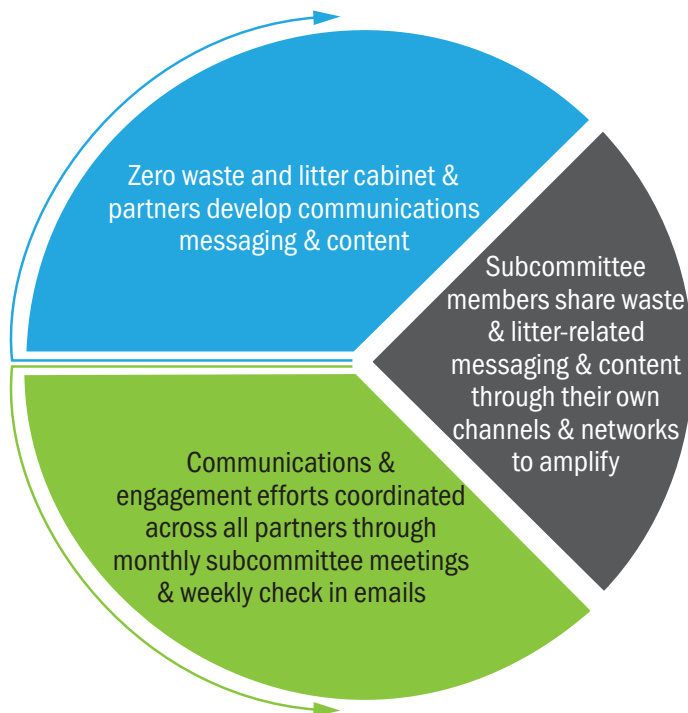 Zero waste and litter cabinet &
partners develop communications
messaging & content
Subcommittee
members share waste
& litter-related
messaging & content
through their own
channels & networks
to amplify
Communications &
engagement efforts coordinated
across all partners through
monthly subcommittee meetings
& weekly check in emails